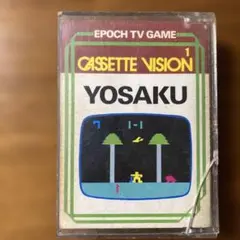 EPOCH TV GAME
1
CASSETTE VISION
YOSAKU